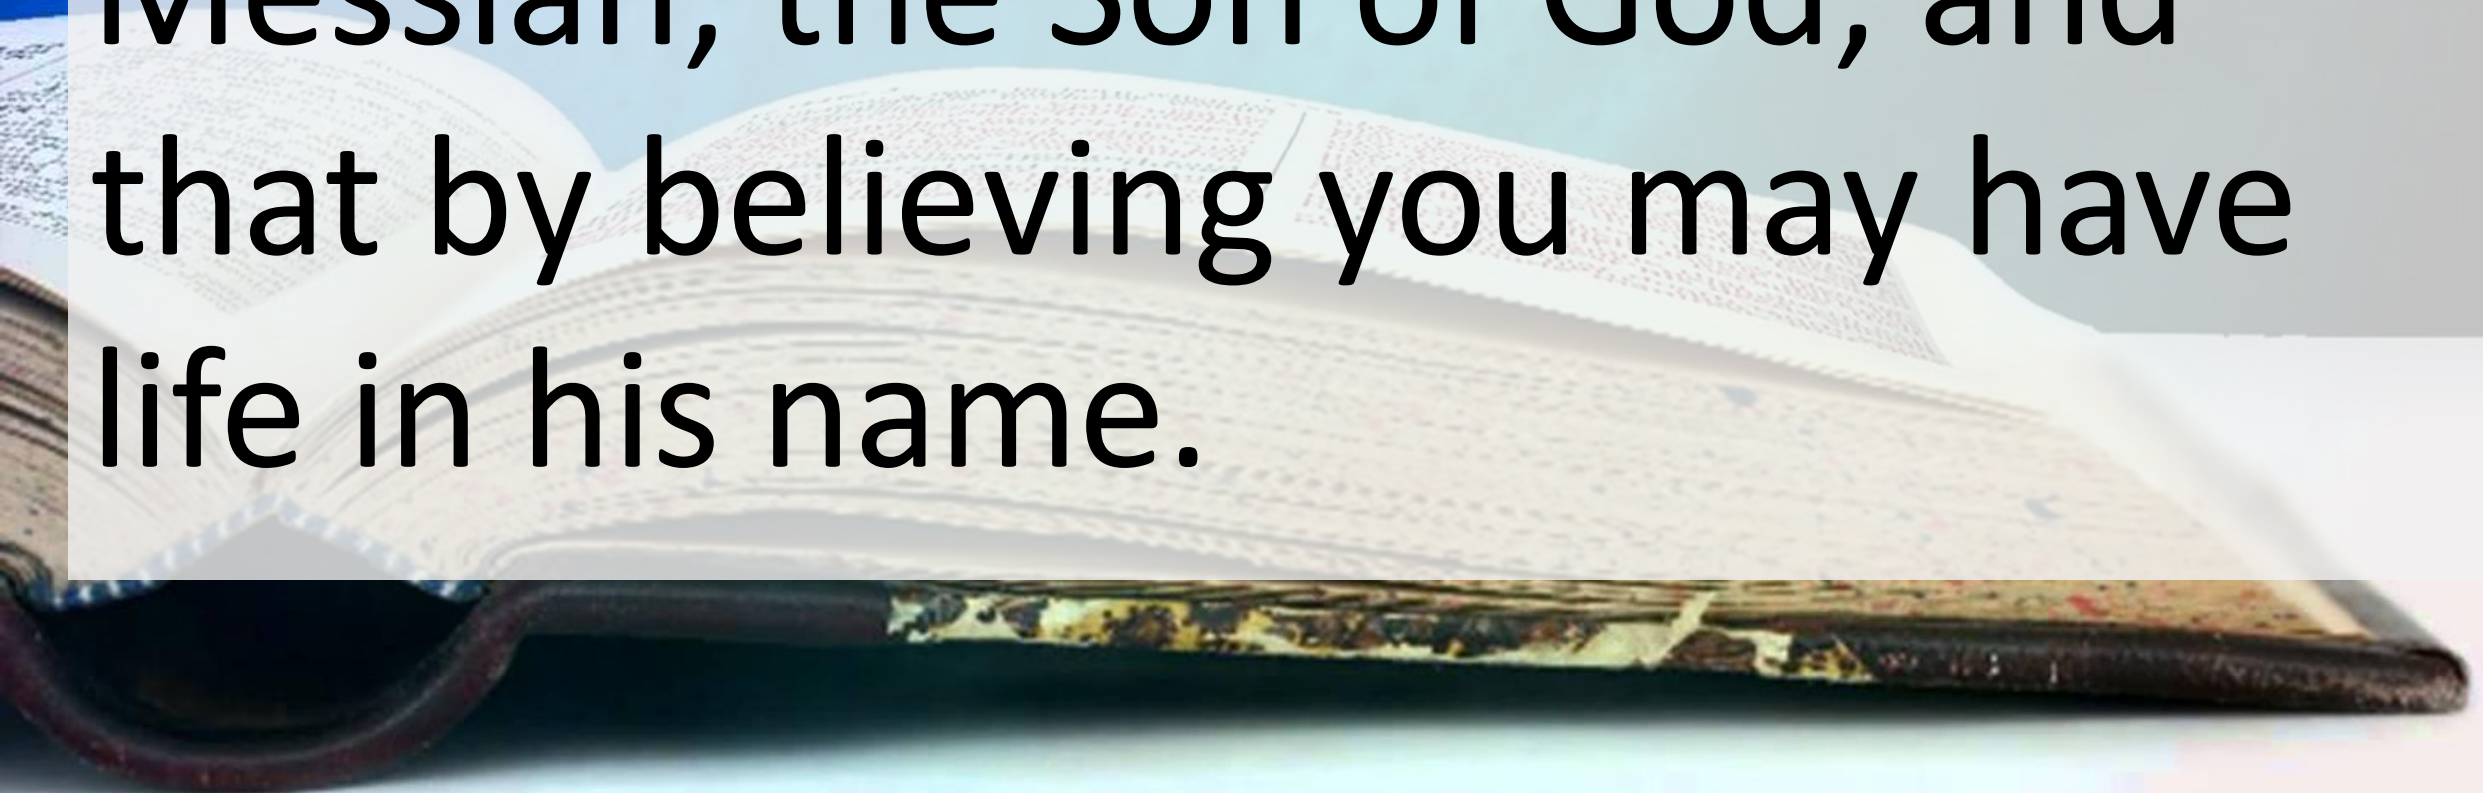 Messiah, the Son of God, and
that by believing you may have
life in his name.